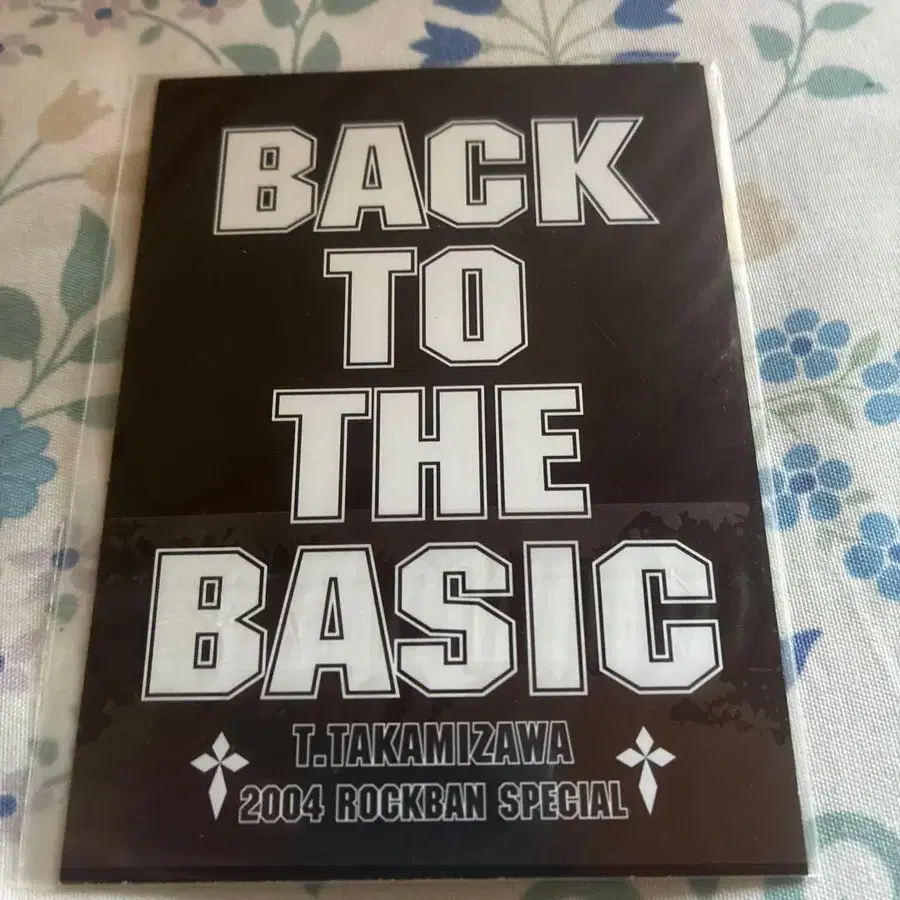 BACK
TO
THE
BASIC
T.TAKAMIZAWA
2004 ROCKBAN SPECIAL